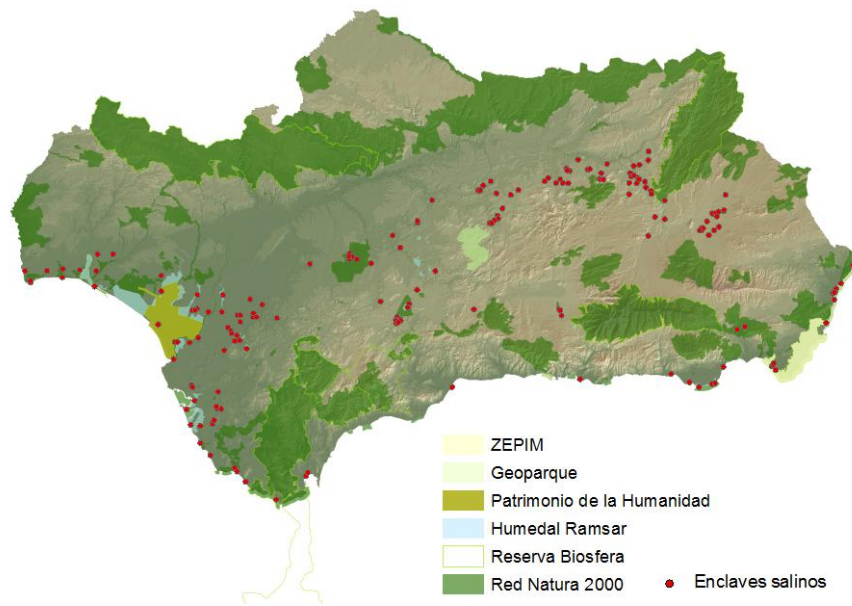 ZEPIM
Geoparque
Patrimonio de la Humanidad
Humedal Ramsar
Reserva Biosfera
Red Natura 2000
Enclaves salinos